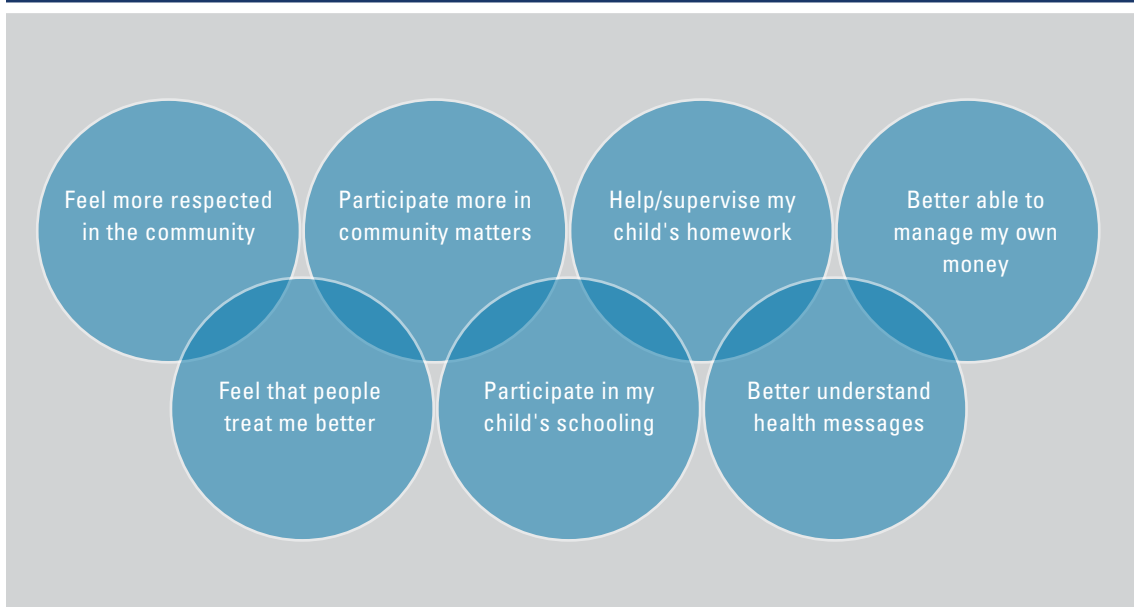 Feel more respected
in the community
Participate more in
community matters
Help/supervise my
child's homework
Better able to
manage my own
money
Feel that people
treat me better
Participate in my
child's schooling
Better understand
health messages